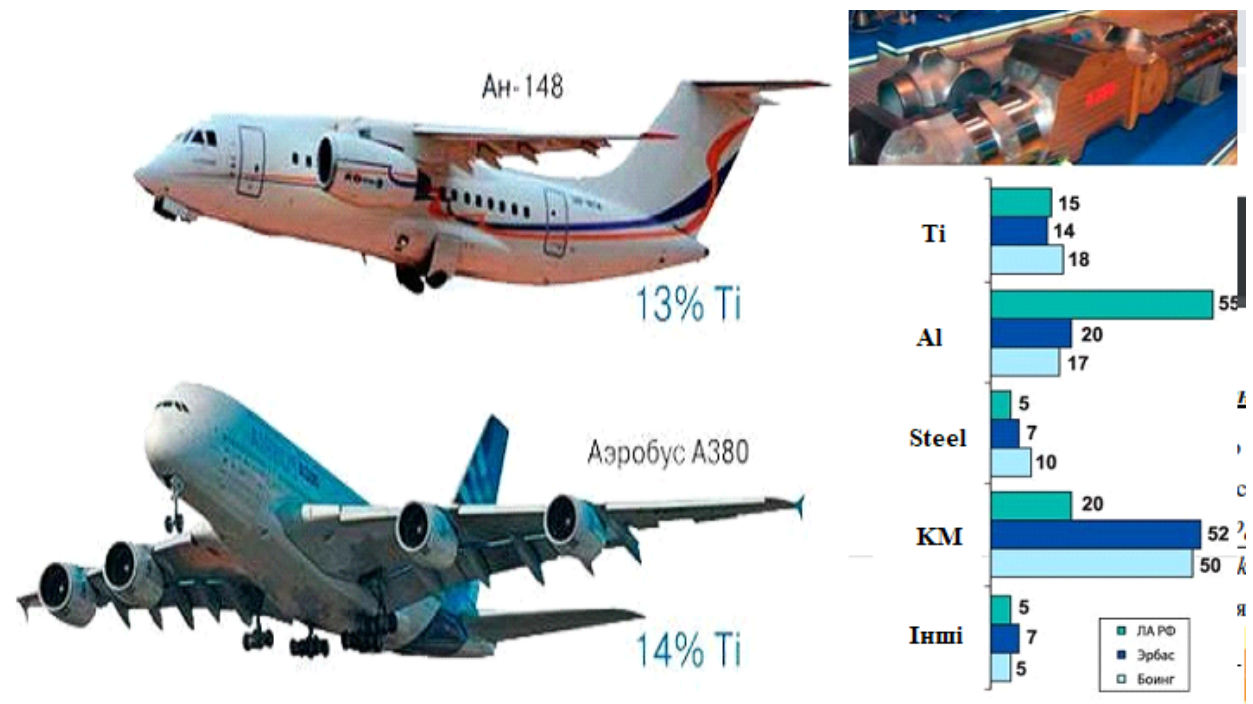 Ан-148
13% Ti
Аэробус А380
14% Ti
Ti
15
14
18
Al
55
20
17
Steel
5
7
10
КМ
20
52
50
Інші
5
7
5
ЛА РФ
Эрбас
Боинг